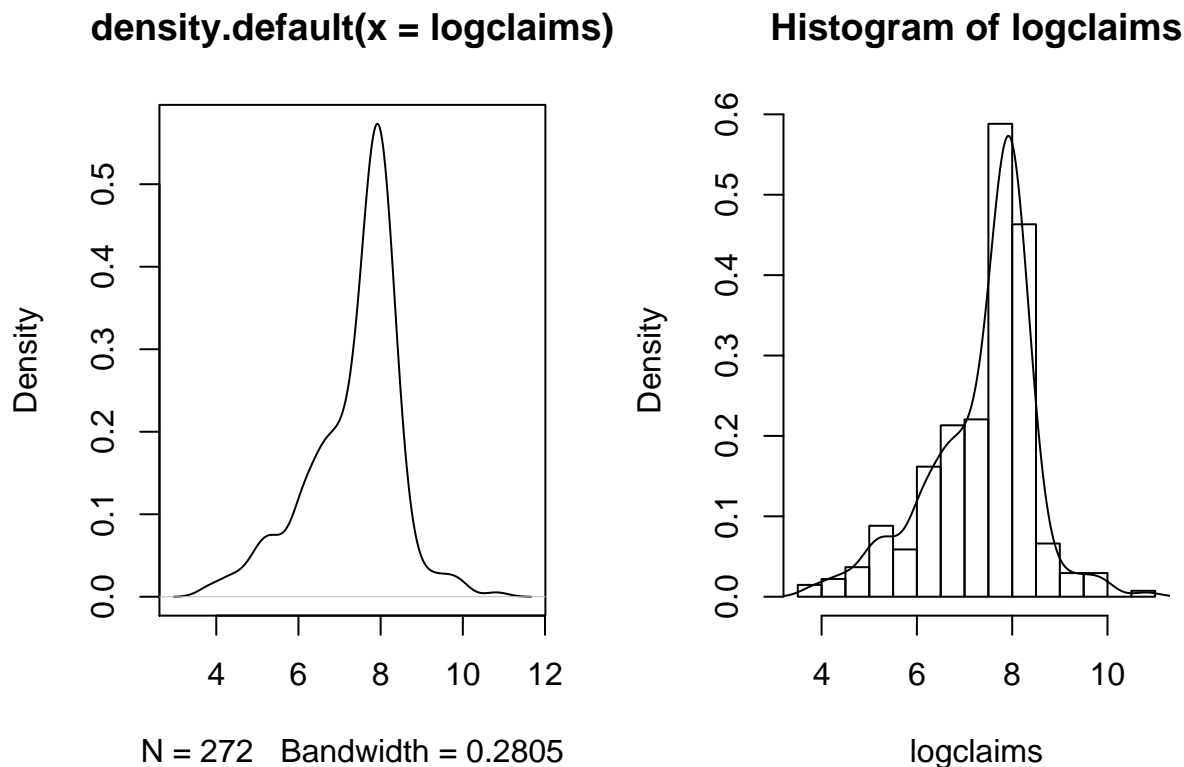 density.default(x = logclaims)
Density
0.0 0.1 0.2 0.3 0.4 0.5
4 6 8 10 12
N = 272 Bandwidth = 0.2805
Histogram of logclaims
Density
0.0 0.1 0.2 0.3 0.4 0.5 0.6
4 6 8 10
logclaims